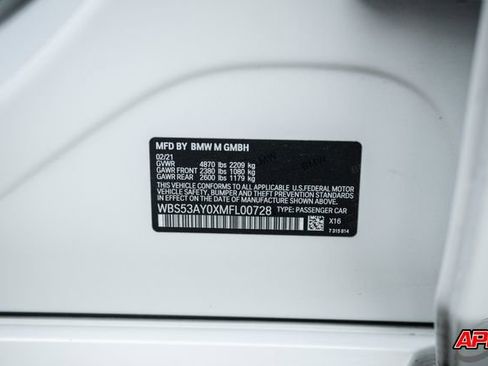 MFD BY BMW M GMBH
02/21
GVWR 4870 lbs 2209 kg
GAWR FRONT 2380 lbs 1080 kg
GAWR REAR 2600 lbs 1179 kg
THIS VEHICLE CONFORMS TO ALL APPLICABLE U.S. FEDERAL MOTOR
VEHICLE SAFETY, BUMPER, AND THEFT PREVENTION STANDARDS
IN EFFECT ON THE DATE OF MANUFACTURE SHOWN ABOVE.
WBS53AY0XMFL00728 TYPE: PASSENGER CAR
X16
7 315 814